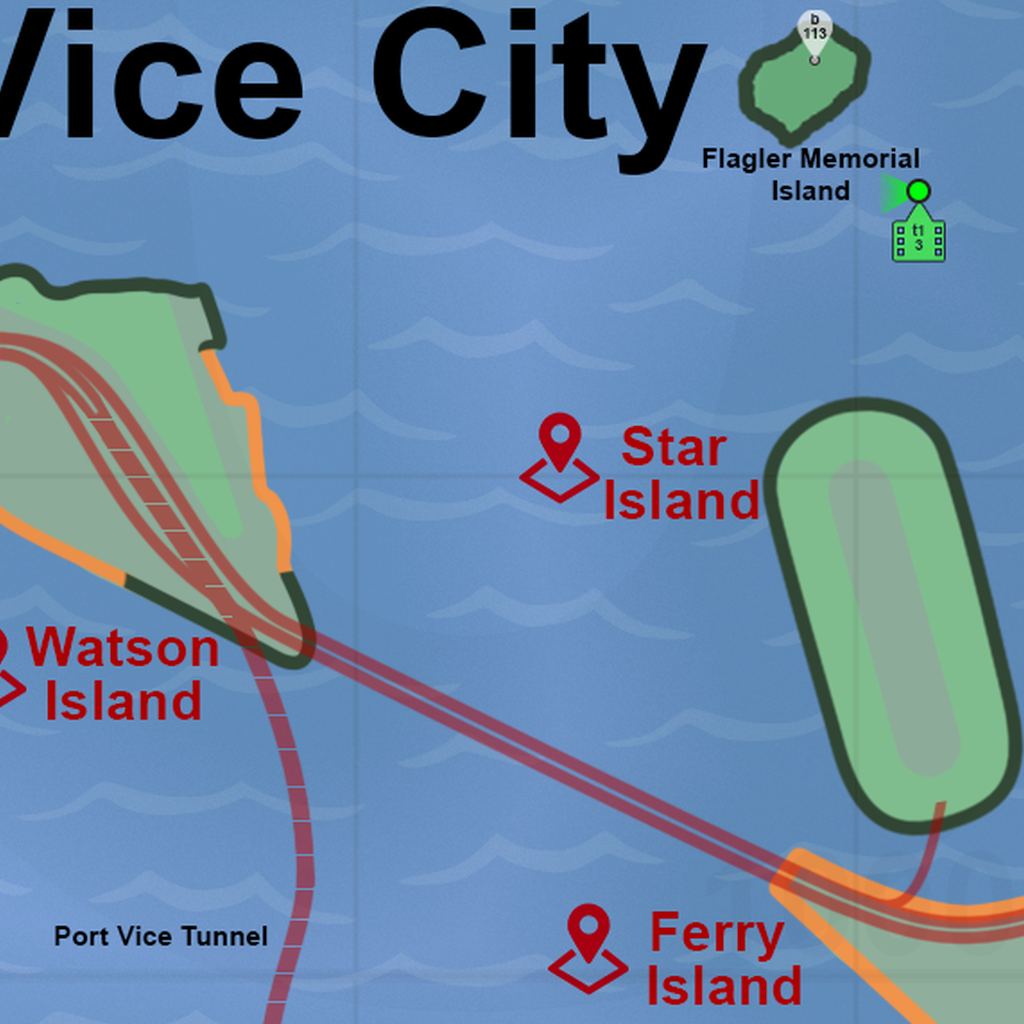 Vice City
b
113
Flagler Memorial
Island
t1
3
Star
Island
Watson
Island
Port Vice Tunnel
Ferry
Island